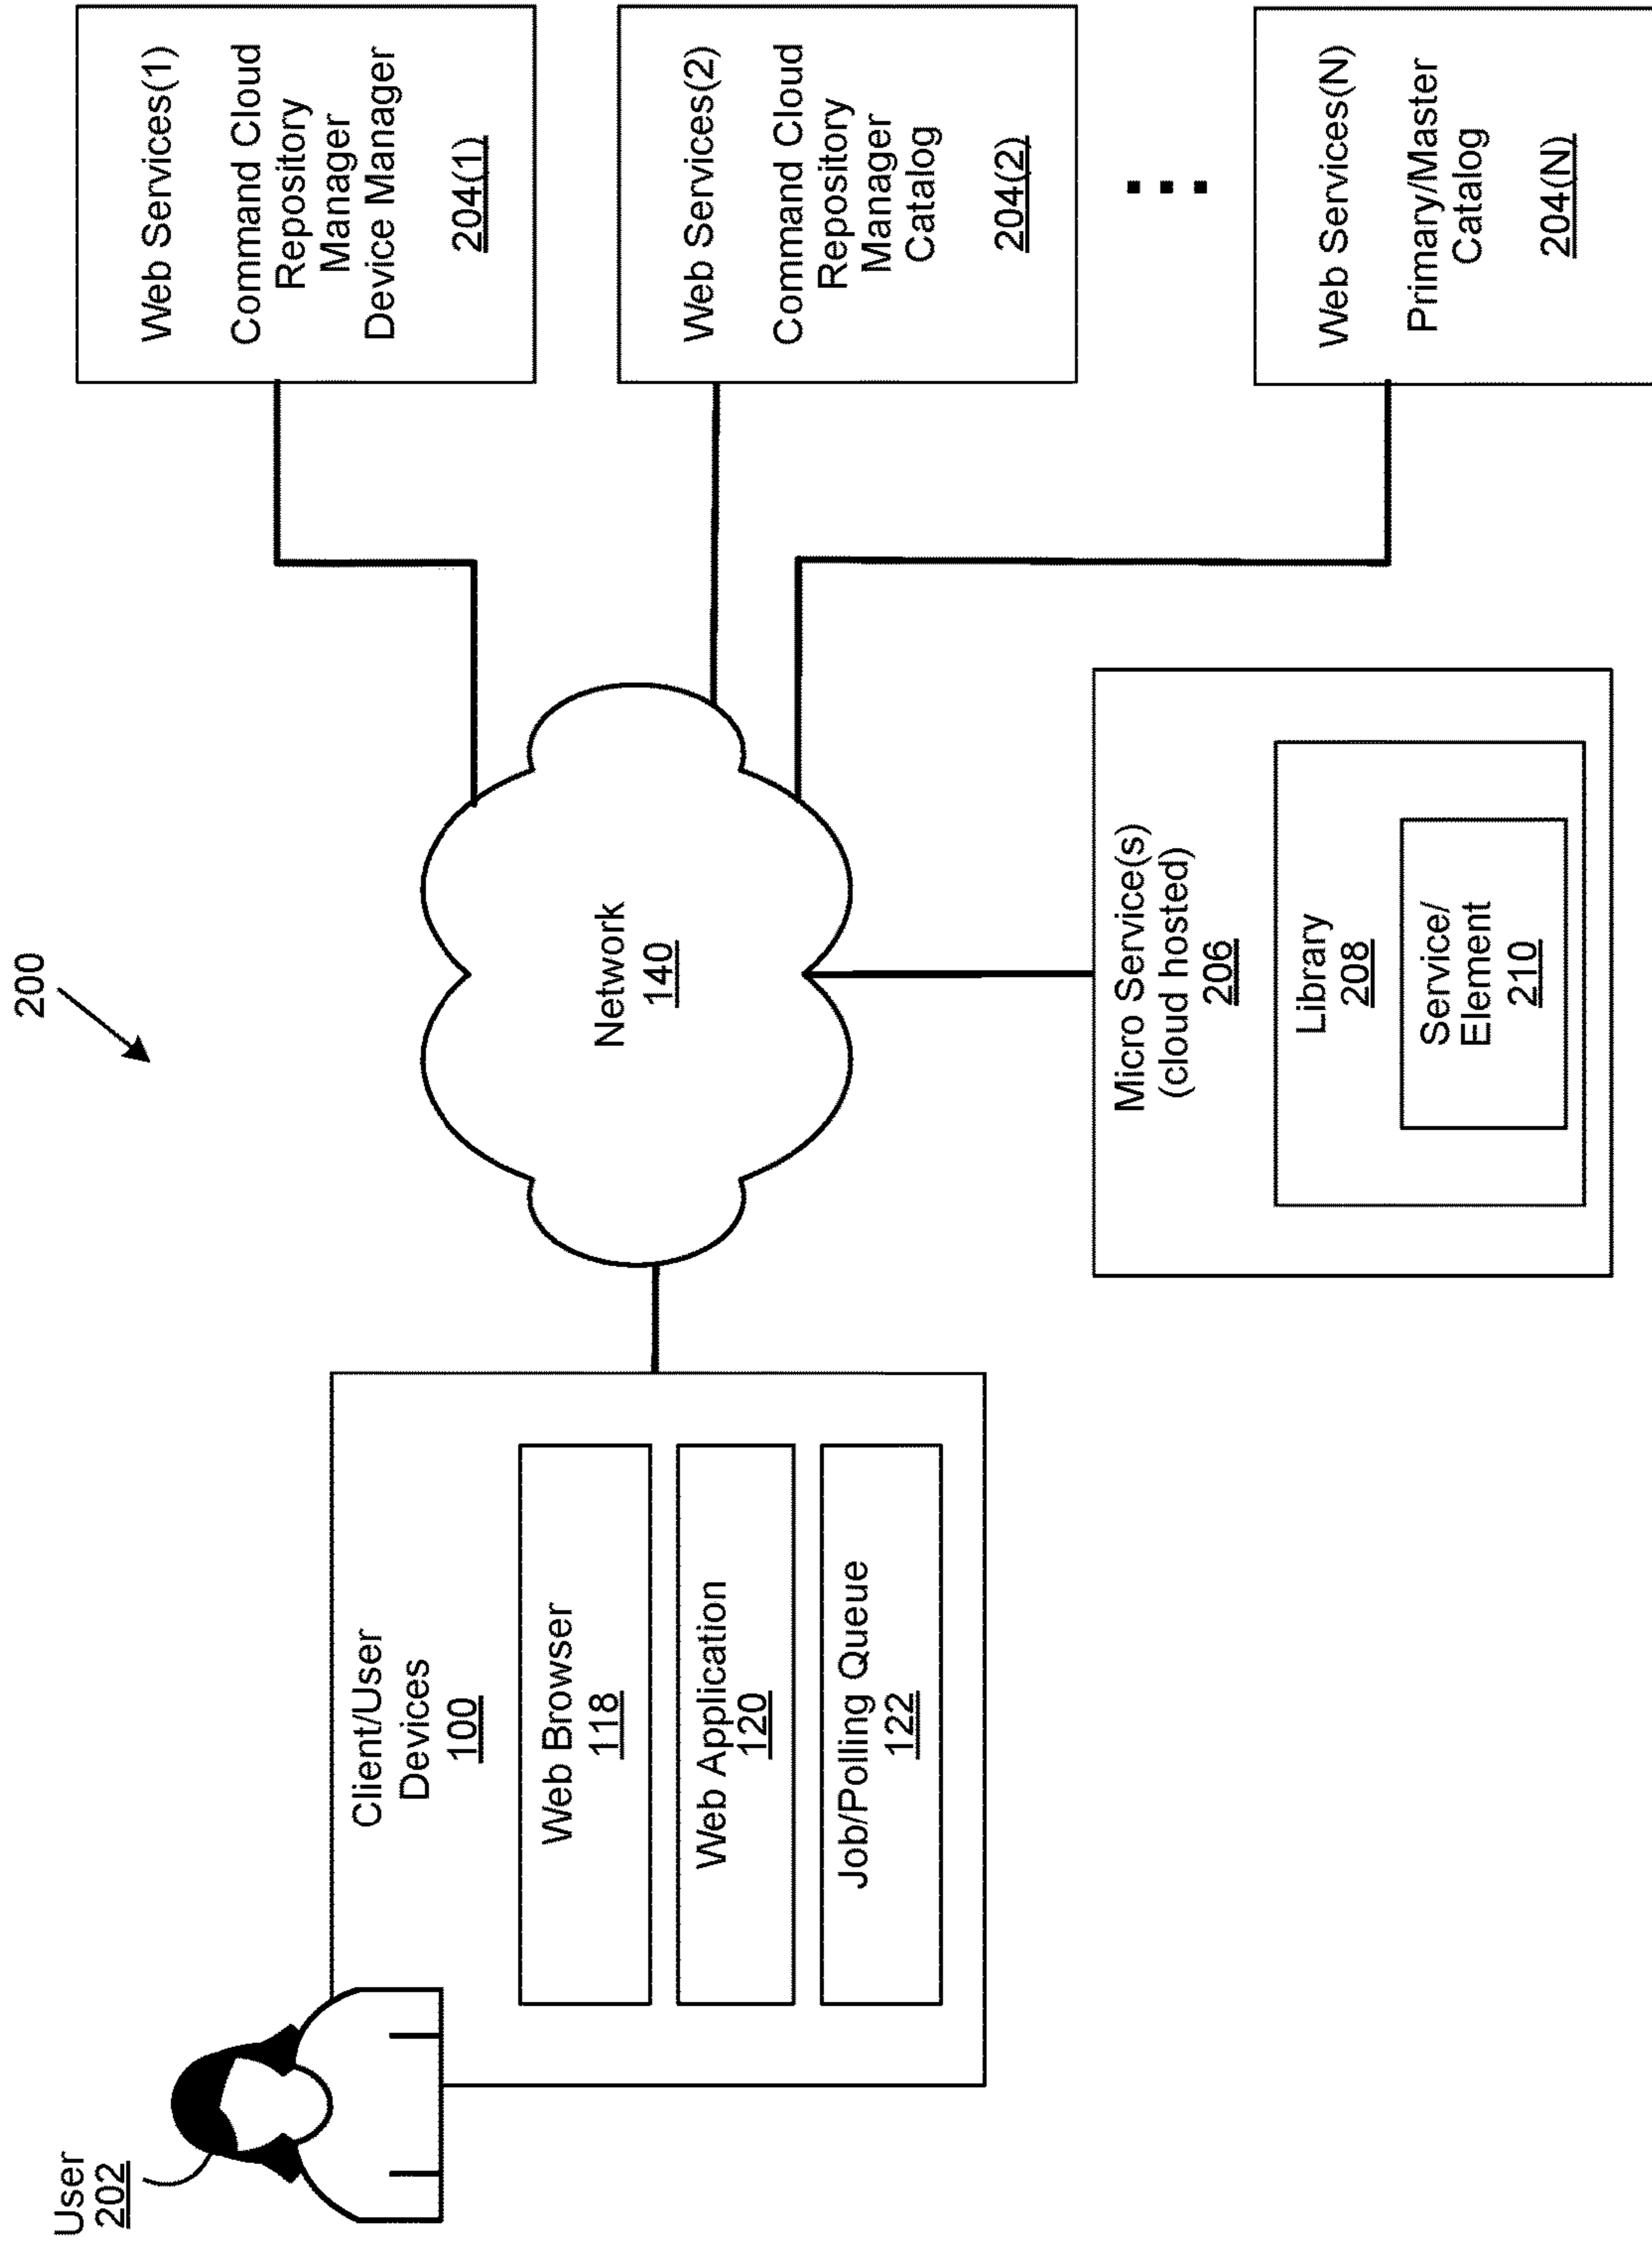 200
User
202
Client/User
Devices
100
Web Browser
118
Web Application
120
Job/Polling Queue
122
Network
140
Micro Service(s)
(cloud hosted)
206
Library
208
Service/
Element
210
Web Services(1)
Command Cloud
Repository
Manager
Device Manager
204(1)
Web Services(2)
Command Cloud
Repository
Manager
Catalog
204(2)
Web Services(N)
Primary/Master
Catalog
204(N)